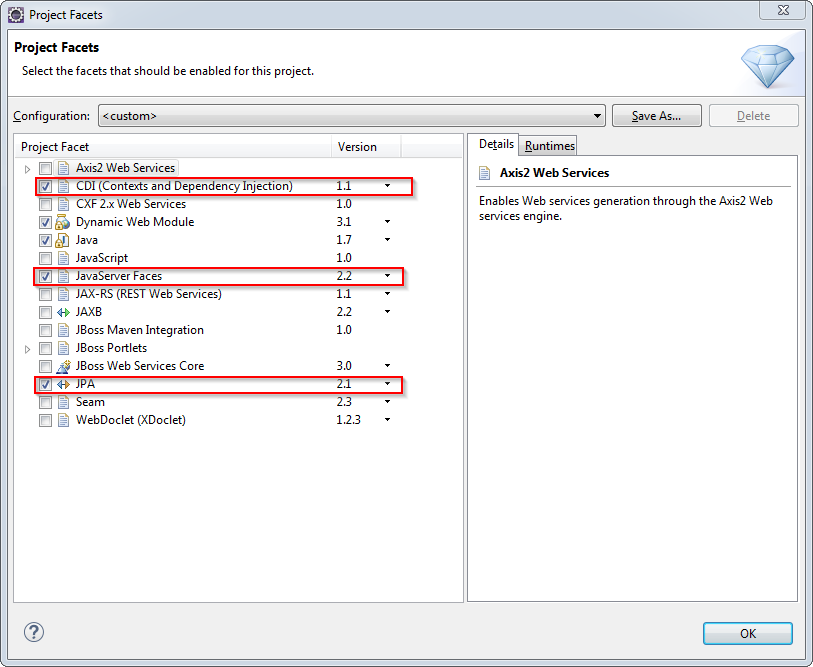 Project Facets
Project Facets
Select the facets that should be enabled for this project.
Configuration: <custom> Save As... Delete
Project Facet Version
Details Runtimes
Axis2 Web Services
CDI (Contexts and Dependency Injection) 1.1
CXF 2.x Web Services 1.0
Dynamic Web Module 3.1
Java 1.7
JavaScript 1.0
JavaServer Faces 2.2
JAX-RS (REST Web Services) 1.1
JAXB 2.2
JBoss Maven Integration 1.0
JBoss Portlets
JBoss Web Services Core 3.0
JPA 2.1
Seam 2.3
WebDoclet (XDoclet) 1.2.3
Axis2 Web Services
Enables Web services generation through the Axis2 Web
services engine.
?
OK